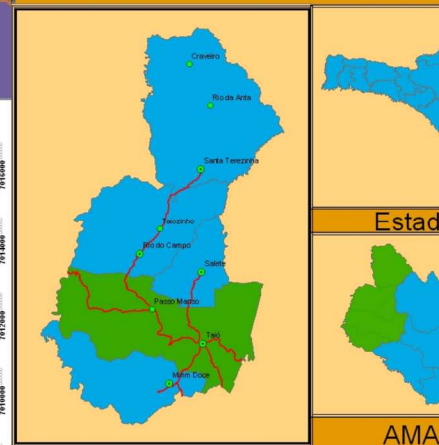 Craveiro
Rio da Anta
Santa Terezinha
Taiozinho
Rio do Campo
Salete
Passo Manso
Taió
Mirim Doce
Estad
AMA
7016000
7014000
7012000
7010000